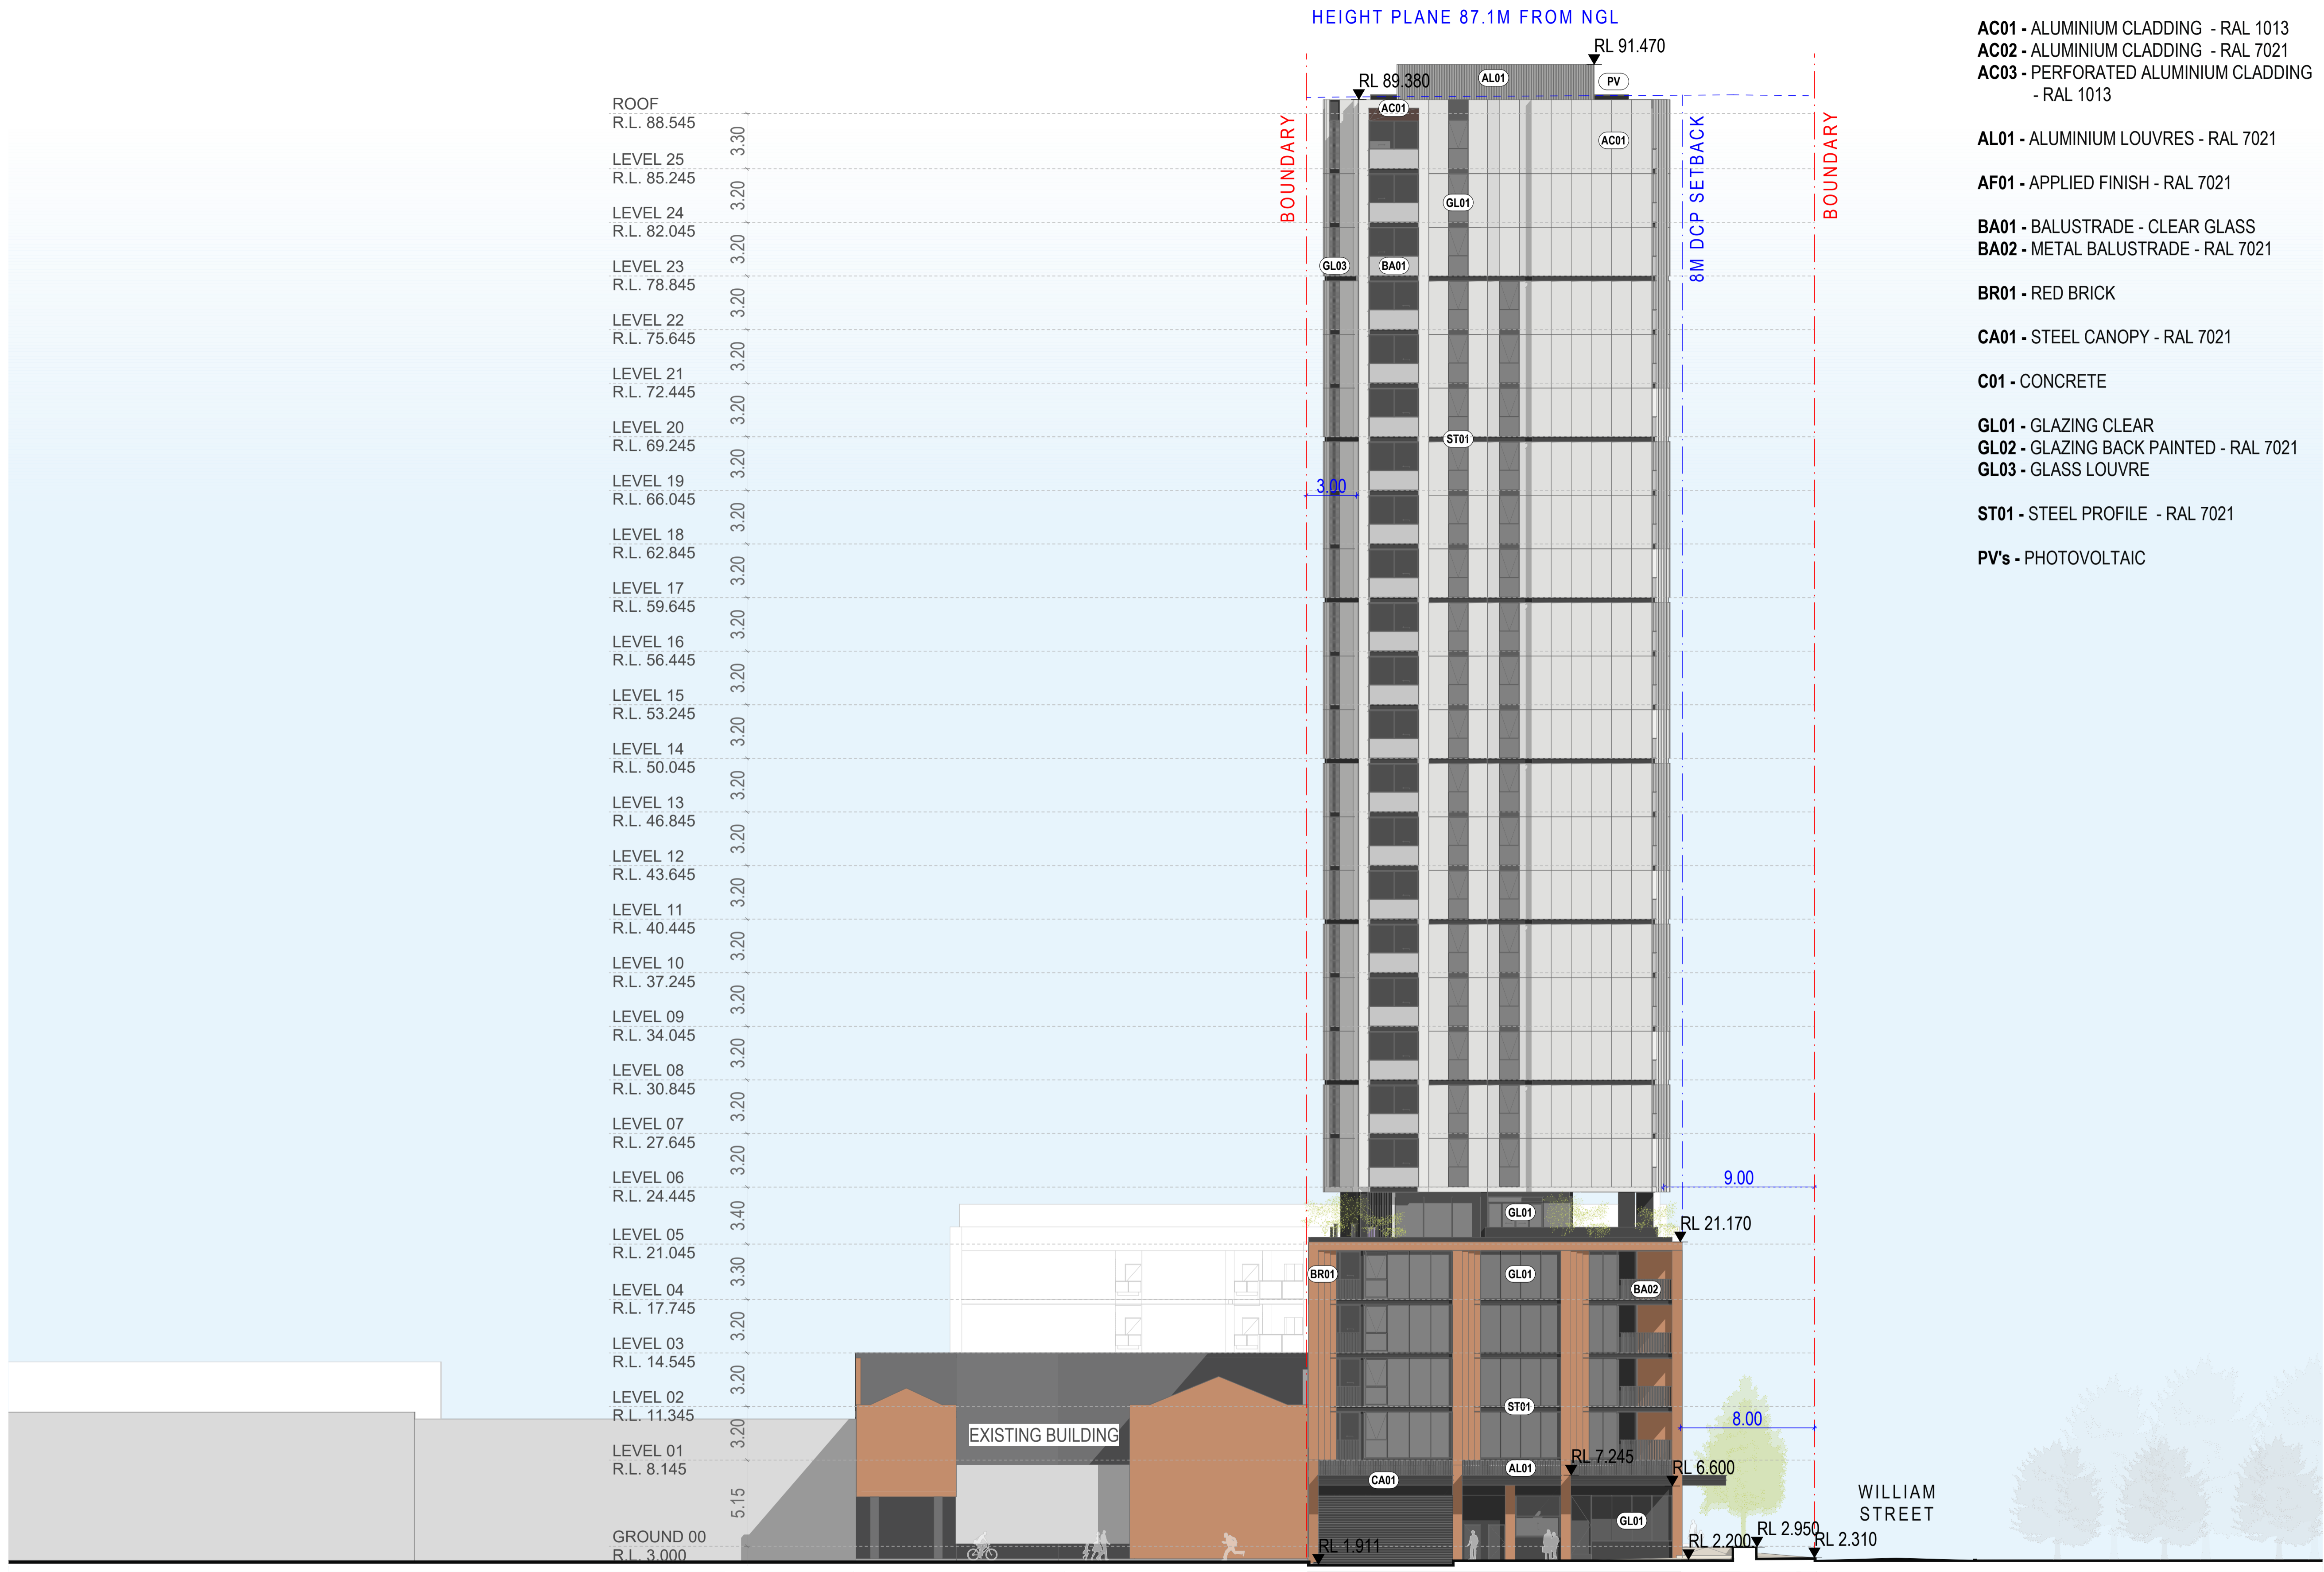 HEIGHT PLANE 87.1M FROM NGL
RL 91.470
RL 89.380
AL01
PV
AC01
AC01
GL01
GL03
BA01
ST01
BOUNDARY
8M DCP SETBACK
BOUNDARY
3.00
9.00
ROOF
R.L. 88.545
3.30
LEVEL 25
R.L. 85.245
3.20
LEVEL 24
R.L. 82.045
3.20
LEVEL 23
R.L. 78.845
3.20
LEVEL 22
R.L. 75.645
3.20
LEVEL 21
R.L. 72.445
3.20
LEVEL 20
R.L. 69.245
3.20
LEVEL 19
R.L. 66.045
3.20
LEVEL 18
R.L. 62.845
3.20
LEVEL 17
R.L. 59.645
3.20
LEVEL 16
R.L. 56.445
3.20
LEVEL 15
R.L. 53.245
3.20
LEVEL 14
R.L. 50.045
3.20
LEVEL 13
R.L. 46.845
3.20
LEVEL 12
R.L. 43.645
3.20
LEVEL 11
R.L. 40.445
3.20
LEVEL 10
R.L. 37.245
3.20
LEVEL 09
R.L. 34.045
3.20
LEVEL 08
R.L. 30.845
3.20
LEVEL 07
R.L. 27.645
3.20
LEVEL 06
R.L. 24.445
3.40
LEVEL 05
R.L. 21.045
3.30
LEVEL 04
R.L. 17.745
3.20
LEVEL 03
R.L. 14.545
3.20
LEVEL 02
R.L. 11.345
3.20
LEVEL 01
R.L. 8.145
5.15
GROUND 00
R.L. 3.000
GL01
RL 21.170
BR01
GL01
BA02
ST01
8.00
EXISTING BUILDING
RL 7.245
AL01
RL 6.600
CA01
GL01
RL 1.911
RL 2.200
RL 2.950
RL 2.310
WILLIAM
STREET
AC01 - ALUMINIUM CLADDING - RAL 1013
AC02 - ALUMINIUM CLADDING - RAL 7021
AC03 - PERFORATED ALUMINIUM CLADDING
- RAL 1013
AL01 - ALUMINIUM LOUVRES - RAL 7021
AF01 - APPLIED FINISH - RAL 7021
BA01 - BALUSTRADE - CLEAR GLASS
BA02 - METAL BALUSTRADE - RAL 7021
BR01 - RED BRICK
CA01 - STEEL CANOPY - RAL 7021
C01 - CONCRETE
GL01 - GLAZING CLEAR
GL02 - GLAZING BACK PAINTED - RAL 7021
GL03 - GLASS LOUVRE
ST01 - STEEL PROFILE - RAL 7021
PV's - PHOTOVOLTAIC